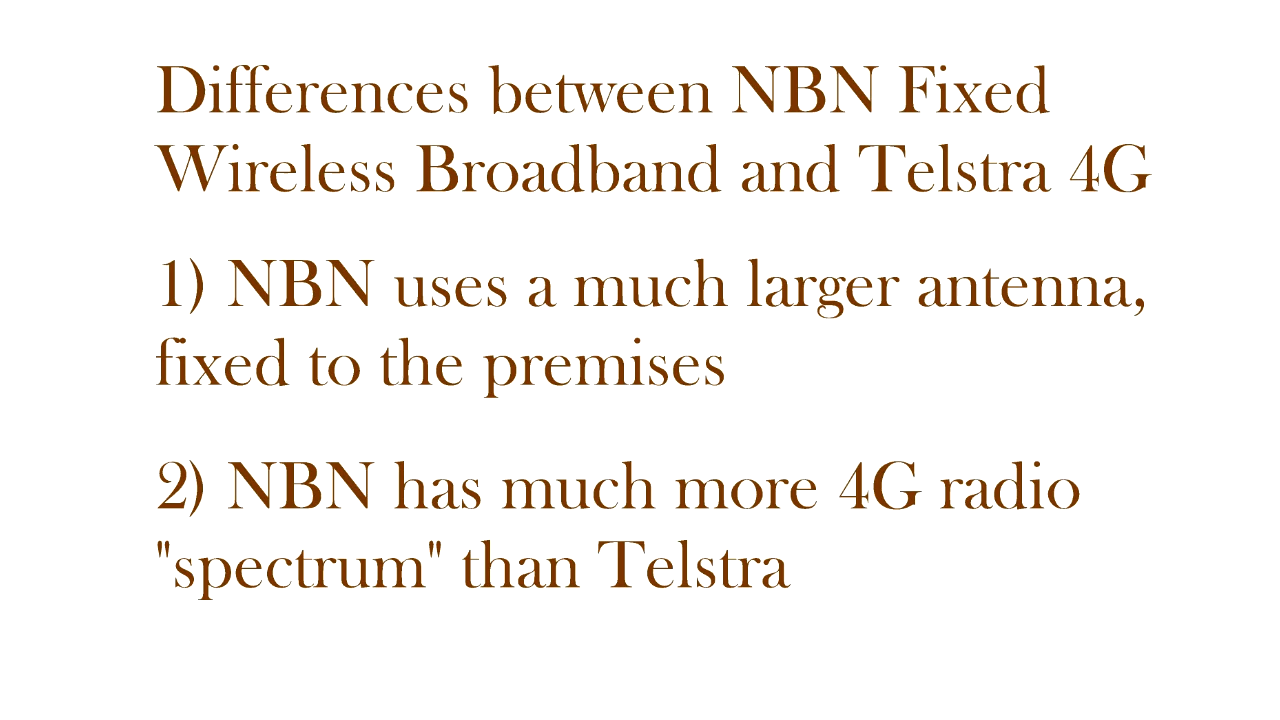 Differences between NBN Fixed
Wireless Broadband and Telstra 4G
1) NBN uses a much larger antenna,
fixed to the premises
2) NBN has much more 4G radio
"spectrum" than Telstra